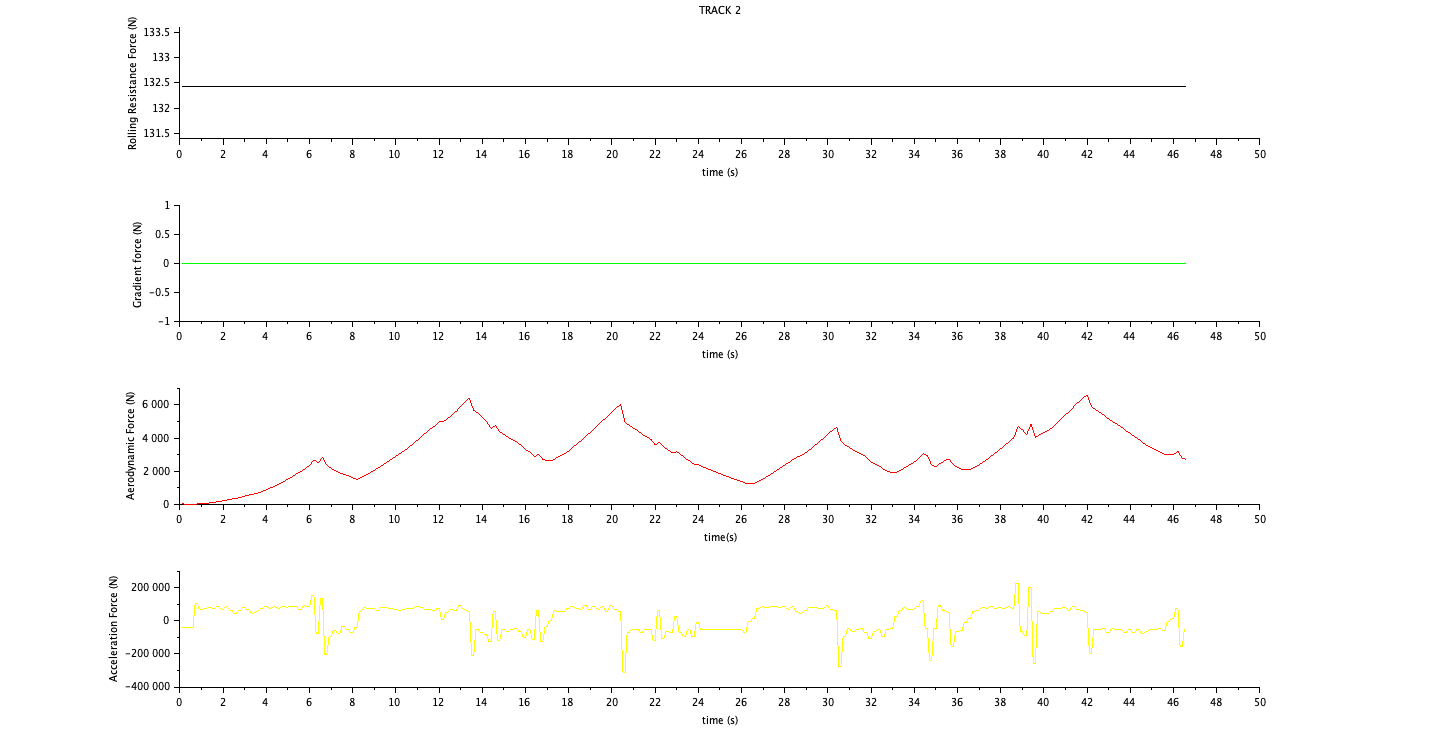 TRACK 2
Rolling Resistance Force (N)
133.5
133
132.5
132
131.5
0 2 4 6 8 10 12 14 16 18 20 22 24 26 28 30 32 34 36 38 40 42 44 46 48 50
time (s)
Gradient force (N)
1
0.5
0
−0.5
−1
0 2 4 6 8 10 12 14 16 18 20 22 24 26 28 30 32 34 36 38 40 42 44 46 48 50
time (s)
Aerodynamic Force (N)
6 000
4 000
2 000
0
0 2 4 6 8 10 12 14 16 18 20 22 24 26 28 30 32 34 36 38 40 42 44 46 48 50
time(s)
Acceleration Force (N)
200 000
0
−200 000
−400 000
0 2 4 6 8 10 12 14 16 18 20 22 24 26 28 30 32 34 36 38 40 42 44 46 48 50
time (s)